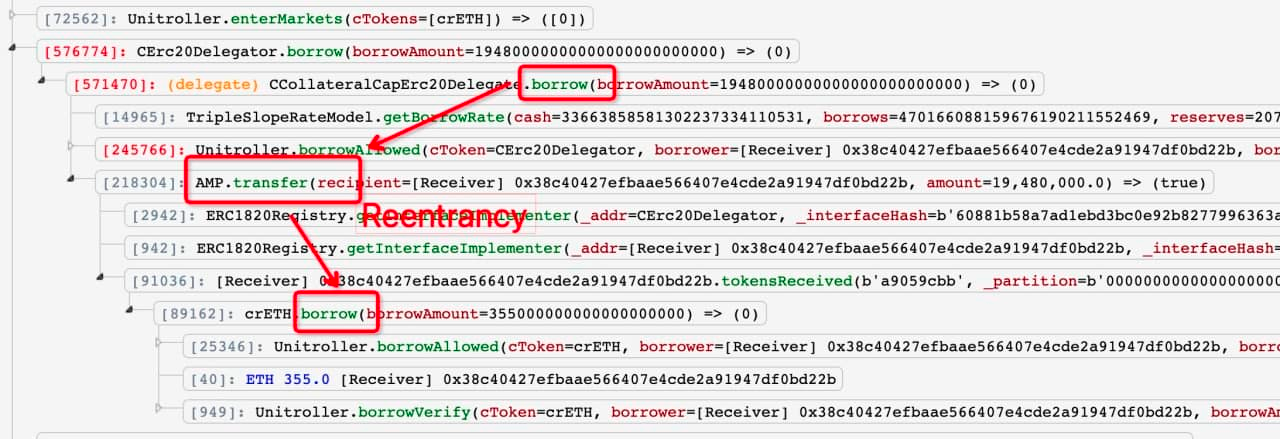 [72562]: Unitroller.enterMarkets(cTokens=[crETH]) => ([0])
[576774]: CErc20Delegator.borrow(borrowAmount=19480000000000000000000000) => (0)
[571470]: (delegate) CCollateralCapErc20Delegate.borrow(borrowAmount=19480000000000000000000000) => (0)
[14965]: TripleSlopeRateModel.getBorrowRate(cash=33663858581302237334110531, borrows=470166088159676190211552469, reserves=207
[245766]: Unitroller.borrowAllowed(cToken=CErc20Delegator, borrower=[Receiver] 0x38c40427efbaae566407e4cde2a91947df0bd22b, bor
[218304]: AMP.transfer(recipient=[Receiver] 0x38c40427efbaae566407e4cde2a91947df0bd22b, amount=19,480,000.0) => (true)
[2942]: ERC1820Registry.getInterfaceImplementer(_addr=CErc20Delegator, _interfaceHash=b'60881b58a7ad1ebd3bc0e92b8277996363a
Reentrancy
[942]: ERC1820Registry.getInterfaceImplementer(_addr=[Receiver] 0x38c40427efbaae566407e4cde2a91947df0bd22b, _interfaceHash=
[91036]: [Receiver] 0x38c40427efbaae566407e4cde2a91947df0bd22b.tokensReceived(b'a9059cbb', _partition=b'00000000000000000
[89162]: crETH.borrow(borrowAmount=355000000000000000000) => (0)
[25346]: Unitroller.borrowAllowed(cToken=crETH, borrower=[Receiver] 0x38c40427efbaae566407e4cde2a91947df0bd22b, borro
[40]: ETH 355.0 [Receiver] 0x38c40427efbaae566407e4cde2a91947df0bd22b
[949]: Unitroller.borrowVerify(cToken=crETH, borrower=[Receiver] 0x38c40427efbaae566407e4cde2a91947df0bd22b, borrowAm